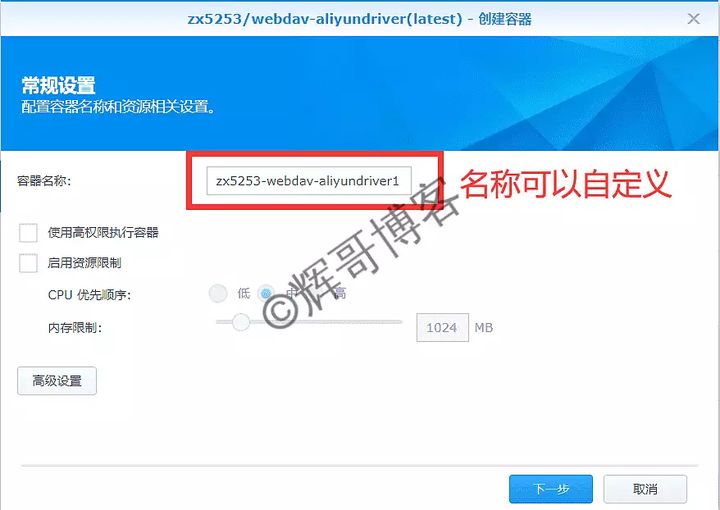 zx5253/webdav-aliyundriver(latest) - 创建容器
常规设置
配置容器名称和资源相关设置。
容器名称:
zx5253-webdav-aliyundriver1
名称可以自定义
使用高权限执行容器
启用资源限制
CPU 优先顺序: 低 中 高
内存限制: 1024 MB
高级设置
©辉哥博客
下一步 取消